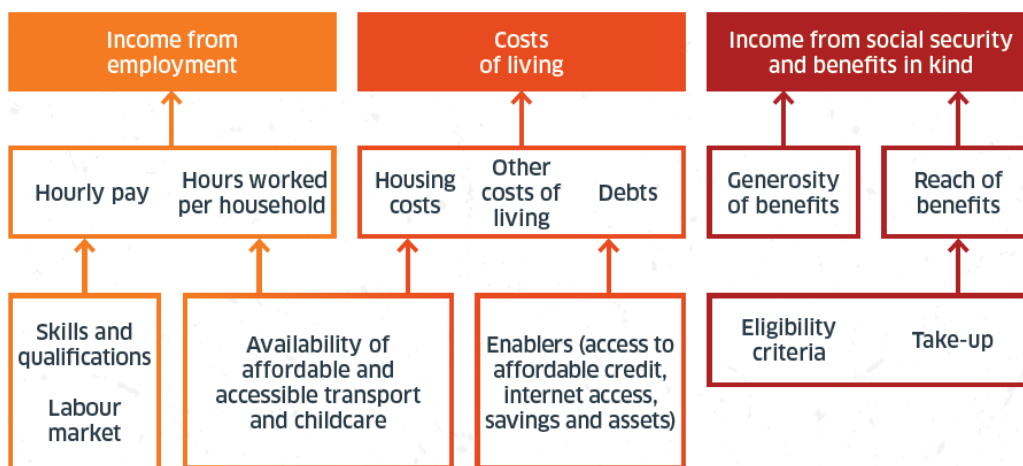 Income from
employment
Costs
of living
Income from social security
and benefits in kind
Hourly pay
Hours worked
per household
Housing
costs
Other
costs of
living
Debts
Generosity
of benefits
Reach of
benefits
Skills and
qualifications
Labour
market
Availability of
affordable and
accessible transport
and childcare
Enablers (access to
affordable credit,
internet access,
savings and assets)
Eligibility
criteria
Take-up